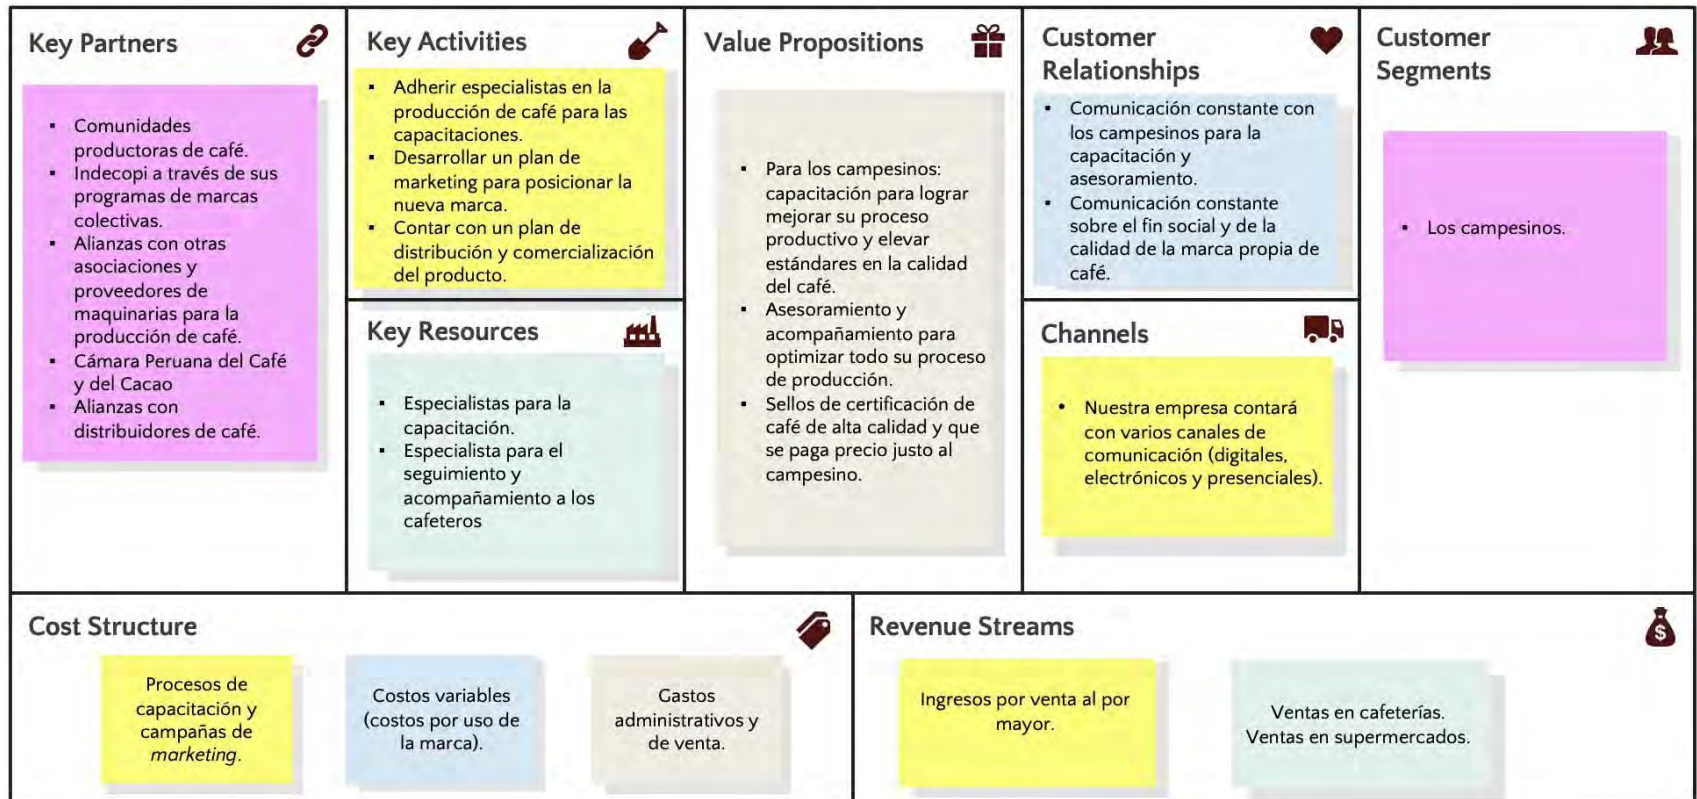 Key Partners
Comunidades
productoras de café.
Indecopi a través de sus
programas de marcas
colectivas.
Alianzas con otras
asociaciones y
proveedores de
maquinarias para la
producción de café.
Cámara Peruana del Café
y del Cacao
Alianzas con
distribuidores de café.
Key Activities
Adherir especialistas en la
producción de café para las
capacitaciones.
Desarrollar un plan de
marketing para posicionar la
nueva marca.
Contar con un plan de
distribución y comercialización
del producto.
Key Resources
Especialistas para la
capacitación.
Especialista para el
seguimiento y
acompañamiento a los
cafeteros
Value Propositions
Para los campesinos:
capacitación para lograr
mejorar su proceso
productivo y elevar
estándares en la calidad
del café.
Asesoramiento y
acompañamiento para
optimizar todo su proceso
de producción.
Sellos de certificación de
café de alta calidad y que
se paga precio justo al
campesino.
Customer
Relationships
Comunicación constante con
los campesinos para la
capacitación y
asesoramiento.
Comunicación constante
sobre el fin social y de la
calidad de la marca propia de
café.
Channels
Nuestra empresa contará
con varios canales de
comunicación (digitales,
electrónicos y presenciales).
Customer
Segments
Los campesinos.
Cost Structure
Procesos de
capacitación y
campañas de
marketing.
Costos variables
(costos por uso de
la marca).
Gastos
administrativos y
de venta.
Revenue Streams
$
Ingresos por venta al por
mayor.
Ventas en cafeterías.
Ventas en supermercados.